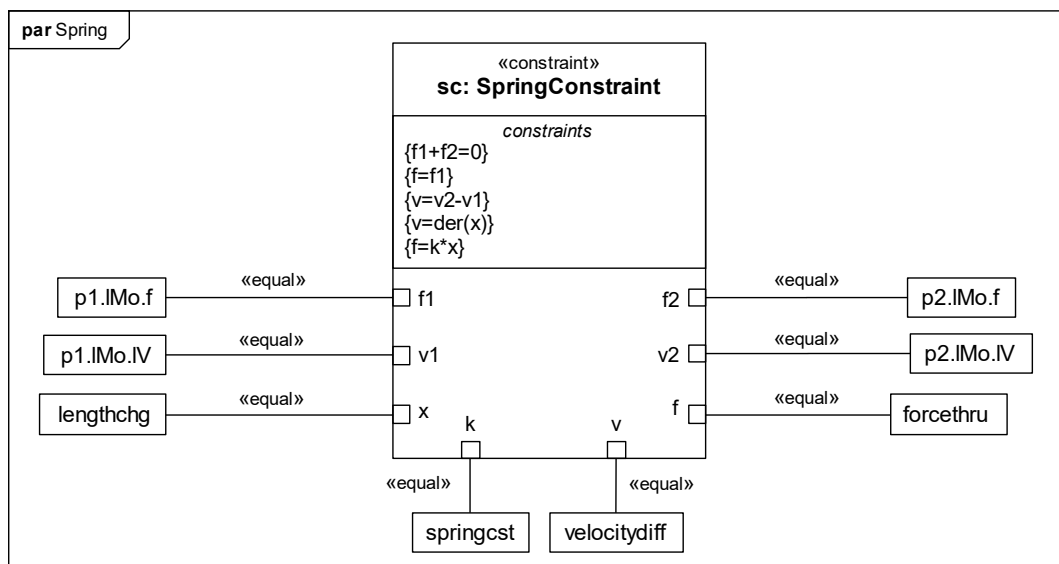 par Spring
«constraint»
sc: SpringConstraint
constraints
{f1+f2=0}
{f=f1}
{v=v2-v1}
{v=der(x)}
{f=k*x}
«equal»
«equal»
p1.lMo.f
f1
f2
p2.lMo.f
«equal»
«equal»
p1.lMo.lV
v1
v2
p2.lMo.lV
«equal»
«equal»
lengthchg
x
f
forcethru
k
v
«equal»
«equal»
springcst
velocitydiff